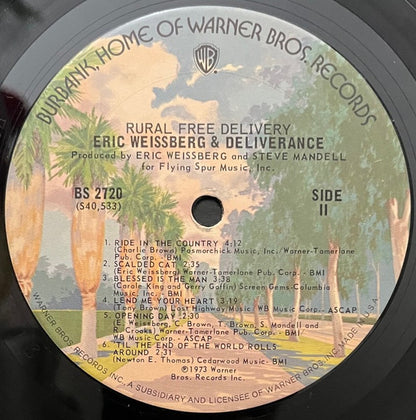 BURBANK, HOME OF WARNER BROS. RECORDS
WB
RURAL FREE DELIVERY
ERIC WEISSBERG & DELIVERANCE
Produced by ERIC WEISSBERG and STEVE MANDELL
for Flying Spur Music, Inc.
BS 2720
(S40,533)
SIDE
II
1. RIDE IN THE COUNTRY 4:12
(Charlie Brown) Pasmorchick Music, Inc./Warner-Tamerlane
Pub. Corp. - BMI
2. SCALDED CAT 2:35
(Eric Weissberg) Warner-Tamerlane Pub. Corp. - BMI
3. BLESSED IS THE MAN 3:38
(Carole King and Gerry Goffin) Screen Gems-Columbia
Music, Inc. - BMI
4. LEND ME YOUR HEART 3:19
(Tony Brown) East Highway Music/WB Music Corp. - ASCAP
5. OPENING DAY 2:30
(E. Weissberg, C. Brown, T. Brown, S. Mandell and
R. Crooks) Warner-Tamerlane Pub. Corp. - BMI/
WB Music Corp. - ASCAP
6. 'TIL THE END OF THE WORLD ROLLS
AROUND 2:31
(Newton E. Thomas) Cedarwood Music - BMI
©1973 Warner
Bros. Records Inc.
WARNER BROS. RECORDS INC., A SUBSIDIARY AND LICENSEE OF WARNER BROS. INC. MADE IN U.S.A.